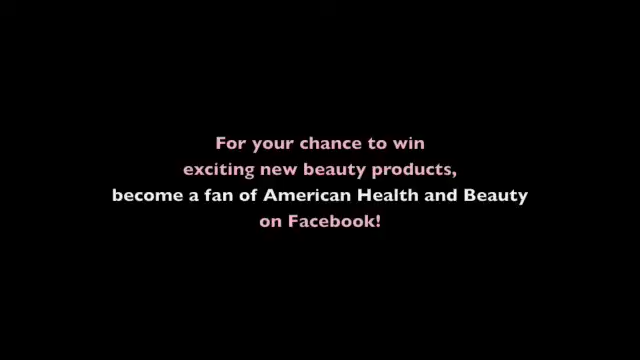 For your chance to win
exciting new beauty products,
become a fan of American Health and Beauty
on Facebook!